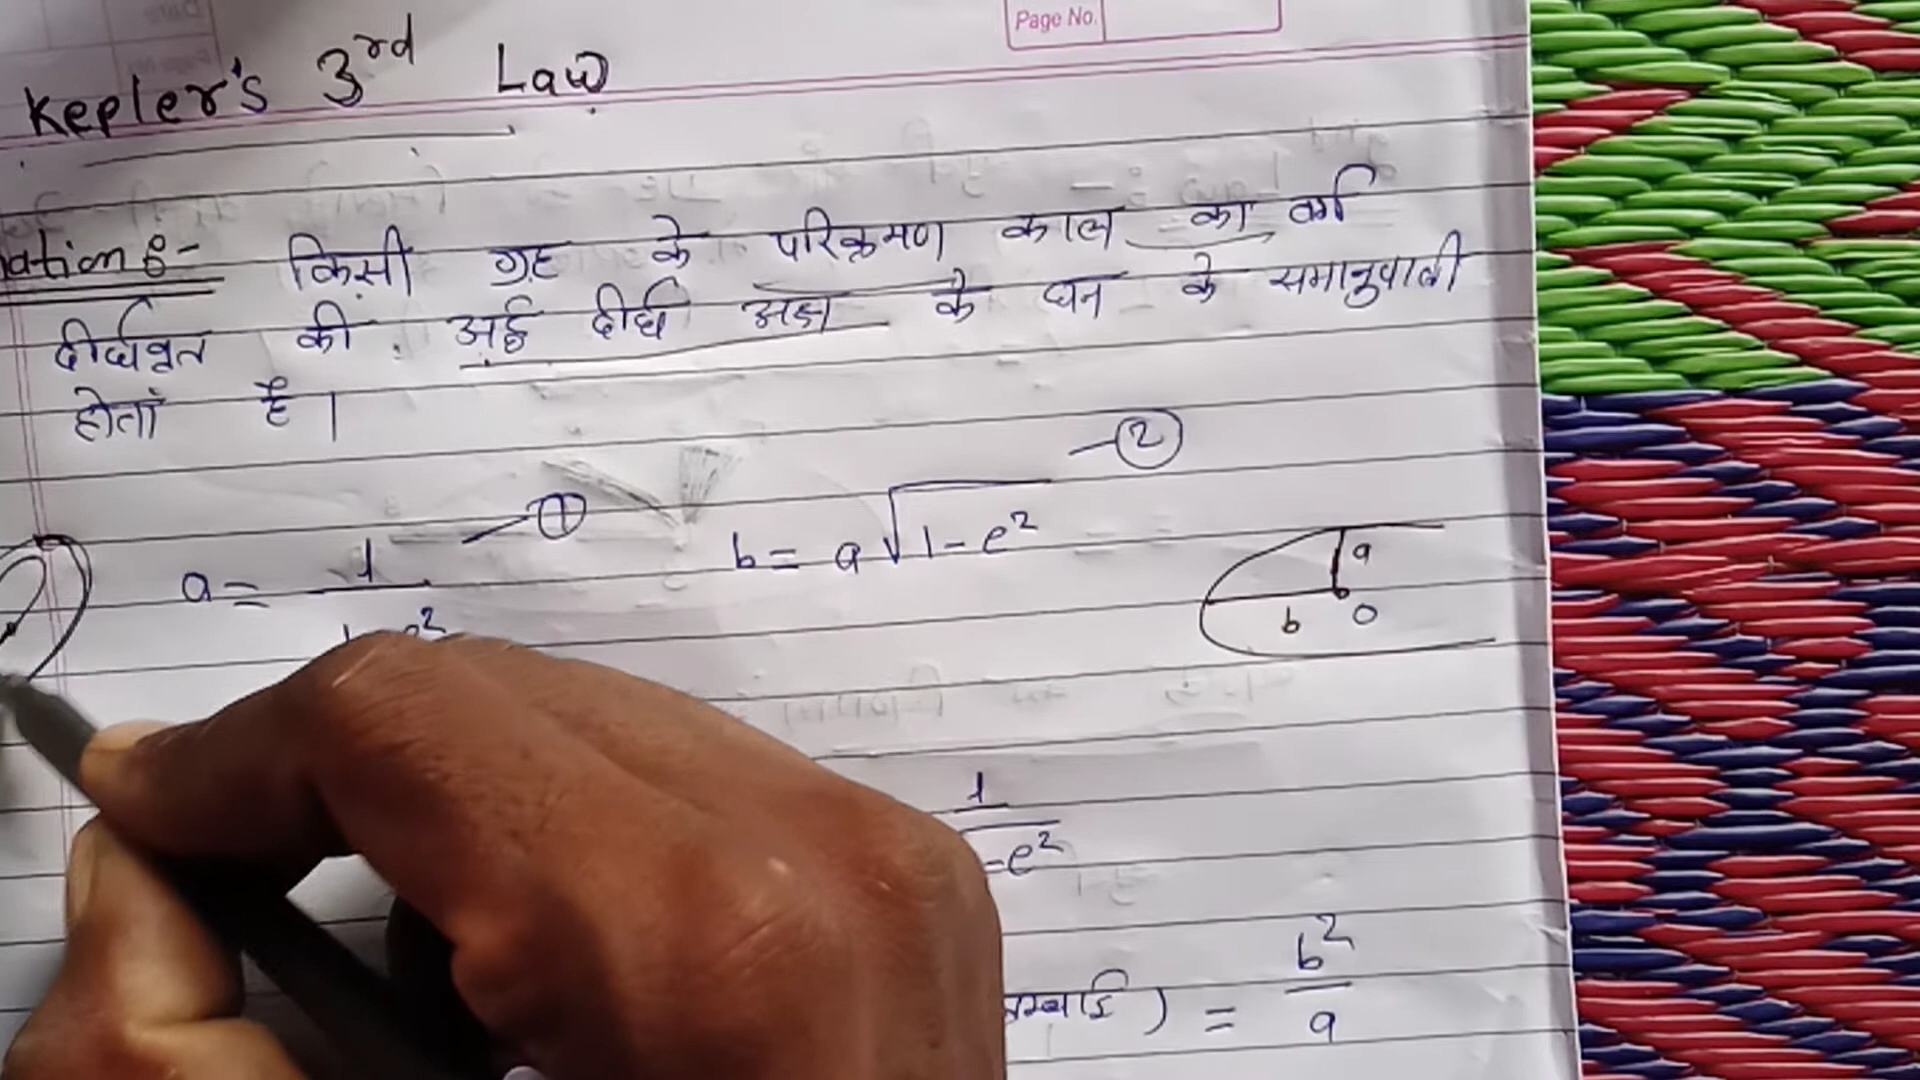 Page No.
Kepler's 3rd Law
ation :- किसी ग्रह के परिक्रमण काल का वर्ग
दीर्घवृत की अर्द्ध दीर्घ अक्ष के घन के समानुपाती
होता है।
a = 1 — ①
b = a√1-e² — ②
e²
a
b O
1
-e²
म्बाई ) = b²
a